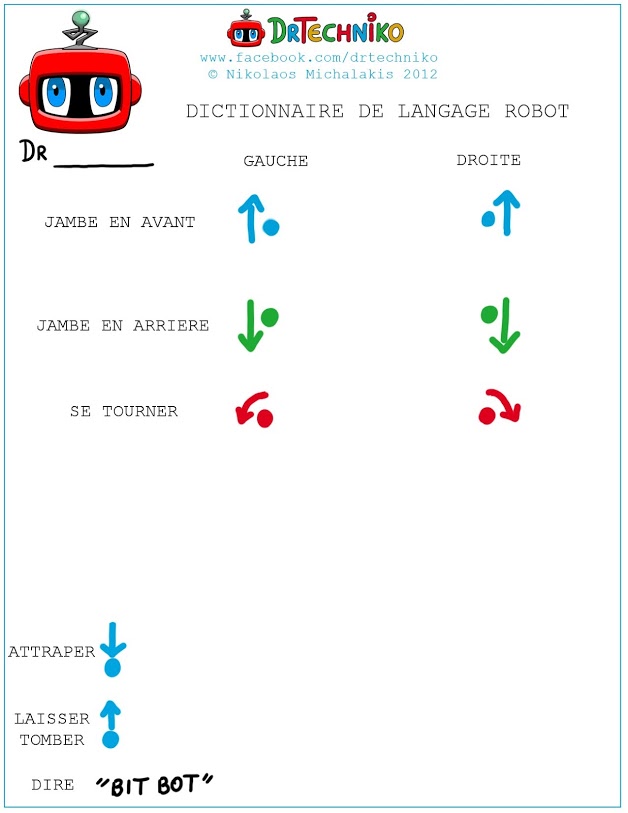 DRTECHNIKO
www.facebook.com/drtechniko
© Nikolaos Michalakis 2012
DICTIONNAIRE DE LANGAGE ROBOT
DR ________
GAUCHE DROITE
JAMBE EN AVANT
JAMBE EN ARRIERE
SE TOURNER
ATTRAPER
LAISSER
TOMBER
DIRE "BIT BOT"